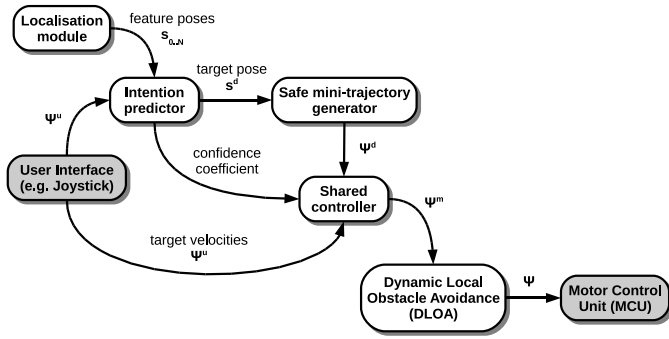 Localisation
module
feature poses
s₀..N
Intention
predictor
target pose
sᵈ
Safe mini-trajectory
generator
Ψᵘ
User Interface
(e.g. Joystick)
confidence
coefficient
Ψᵈ
Shared
controller
Ψᵐ
target velocities
Ψᵘ
Dynamic Local
Obstacle Avoidance
(DLOA)
Ψ
Motor Control
Unit (MCU)